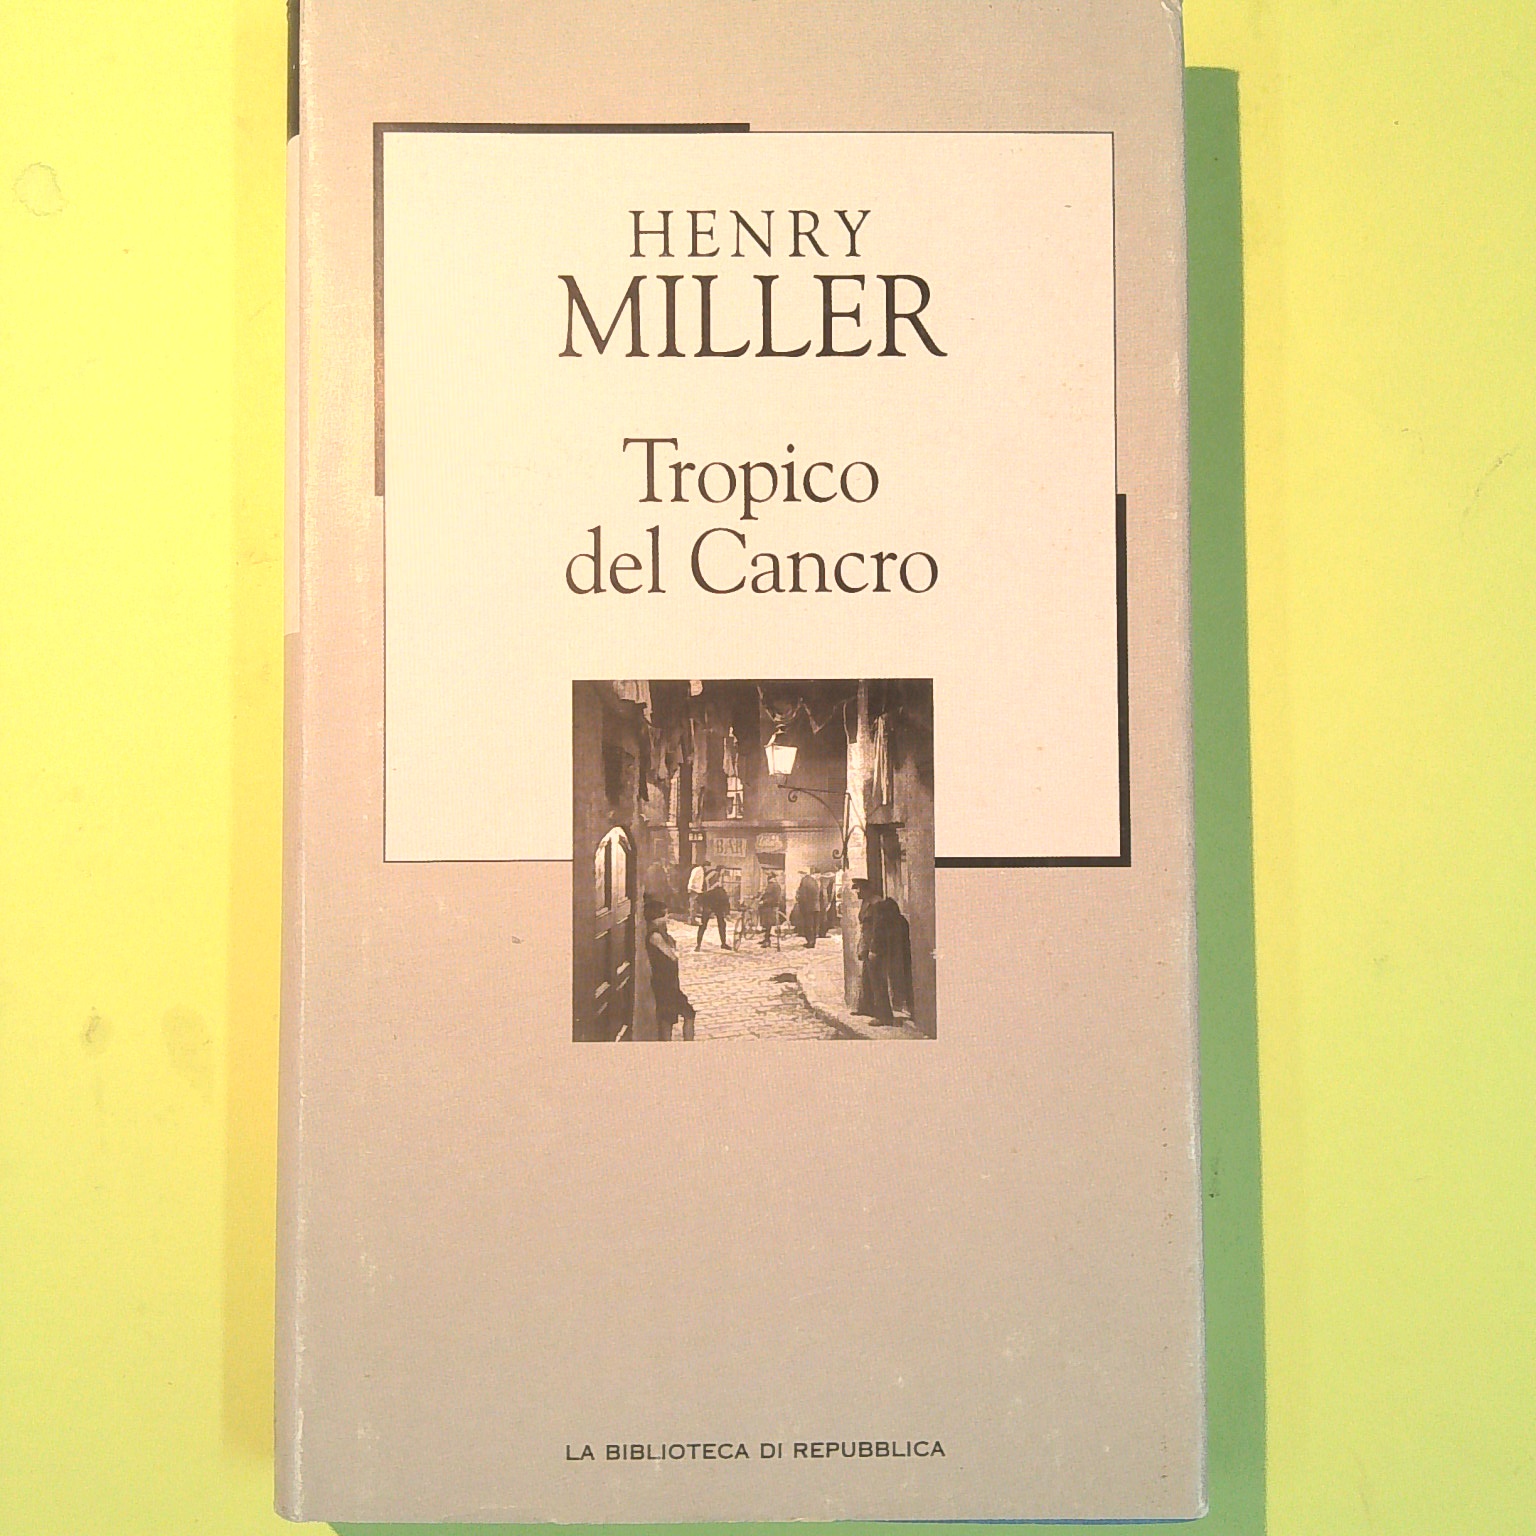 HENRY
MILLER
Tropico
del Cancro
BAR
LA BIBLIOTECA DI REPUBBLICA